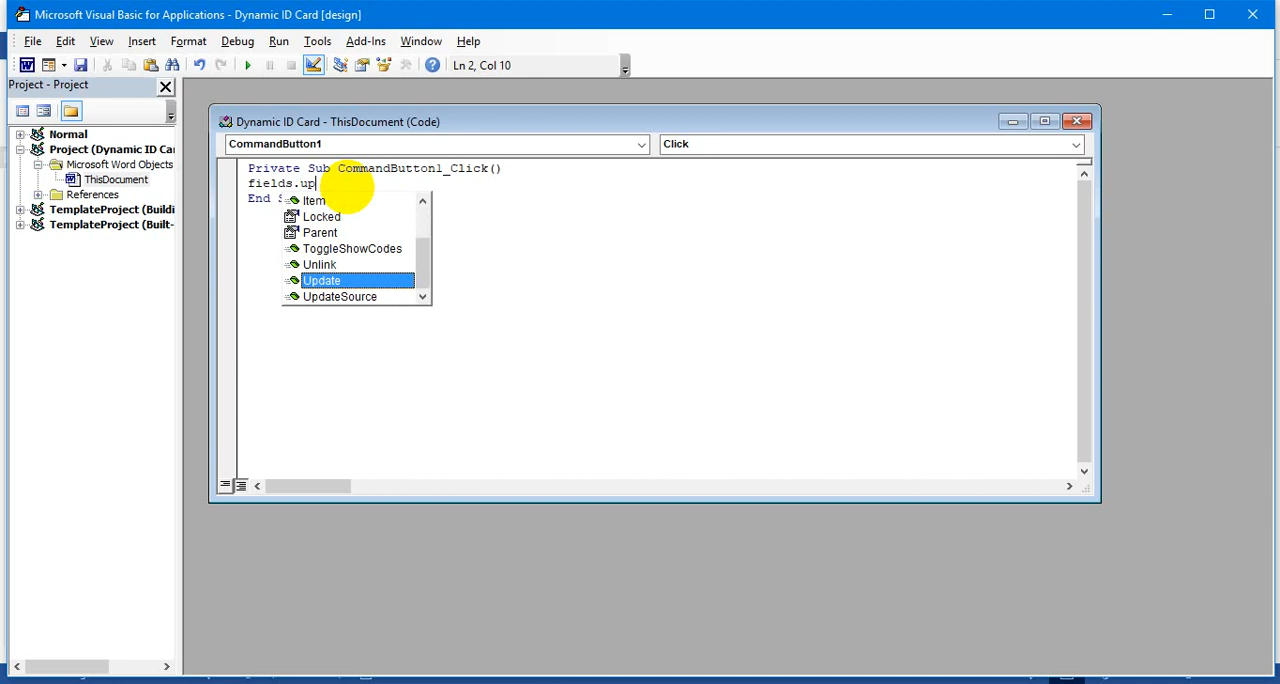 Microsoft Visual Basic for Applications - Dynamic ID Card [design]
File Edit View Insert Format Debug Run Tools Add-Ins Window Help
Ln 2, Col 10
Project - Project
Normal
Project (Dynamic ID Car
Microsoft Word Objects
ThisDocument
References
TemplateProject (Buildi
TemplateProject (Built-
Dynamic ID Card - ThisDocument (Code)
CommandButton1 Click
Private Sub CommandButton1_Click()
fields.up
End S
Item
Locked
Parent
ToggleShowCodes
Unlink
Update
UpdateSource